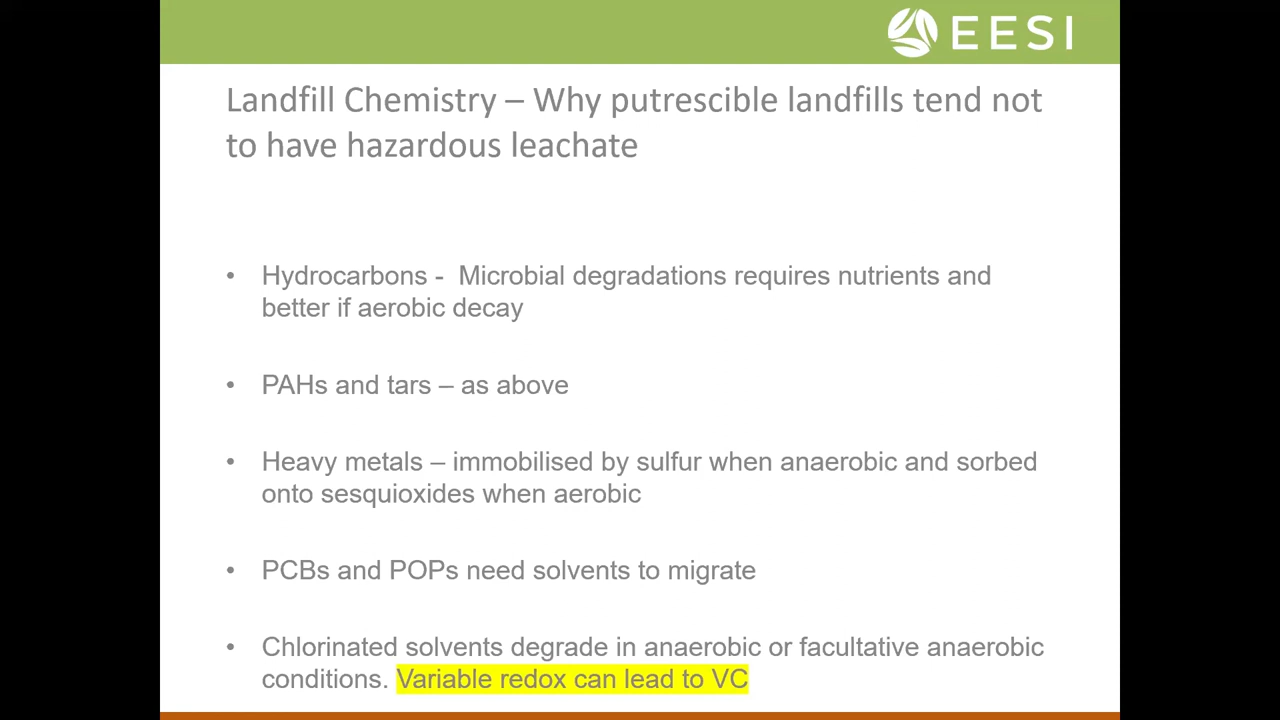 EESI
Landfill Chemistry – Why putrescible landfills tend not
to have hazardous leachate
• Hydrocarbons -  Microbial degradations requires nutrients and
better if aerobic decay
• PAHs and tars – as above
• Heavy metals – immobilised by sulfur when anaerobic and sorbed
onto sesquioxides when aerobic
• PCBs and POPs need solvents to migrate
• Chlorinated solvents degrade in anaerobic or facultative anaerobic
conditions. Variable redox can lead to VC